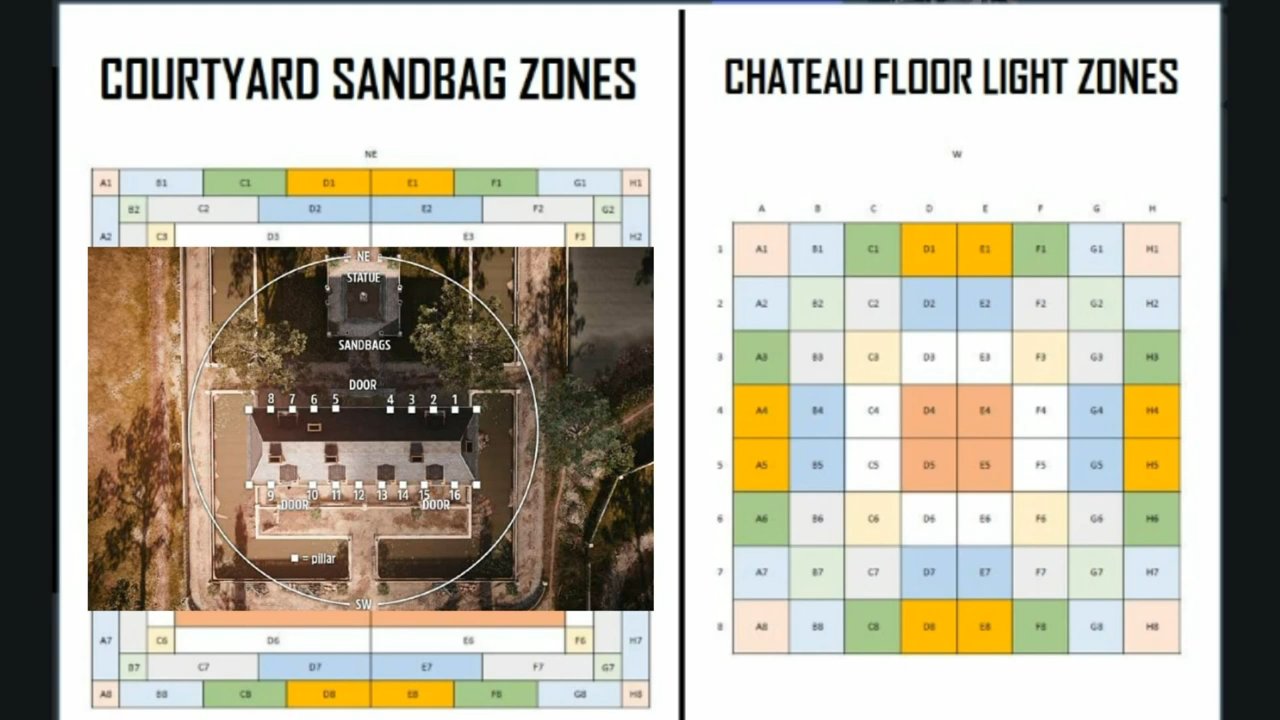 COURTYARD SANDBAG ZONES
NE
A1 B1 C1 D1 E1 F1 G1 H1
B2 C2 D2 E2 F2 G2
A2 C3 D3 E3 F3 H2
NE
STATUE
SANDBAGS
DOOR
8 7 6 5 4 3 2 1
9 10 11 12 13 14 15 16
DOOR DOOR
= pillar
SW
A7 C6 D6 E6 F6 H7
B7 C7 D7 E7 F7 G7
A8 B8 C8 D8 E8 F8 G8 H8
CHATEAU FLOOR LIGHT ZONES
W
A B C D E F G H
1 A1 B1 C1 D1 E1 F1 G1 H1
2 A2 B2 C2 D2 E2 F2 G2 H2
3 A3 B3 C3 D3 E3 F3 G3 H3
4 A4 B4 C4 D4 E4 F4 G4 H4
5 A5 B5 C5 D5 E5 F5 G5 H5
6 A6 B6 C6 D6 E6 F6 G6 H6
7 A7 B7 C7 D7 E7 F7 G7 H7
8 A8 B8 C8 D8 E8 F8 G8 H8